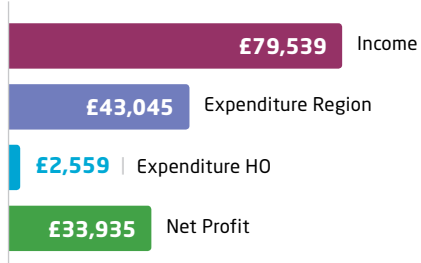 £79,539 Income
£43,045 Expenditure Region
£2,559 | Expenditure HO
£33,935 Net Profit